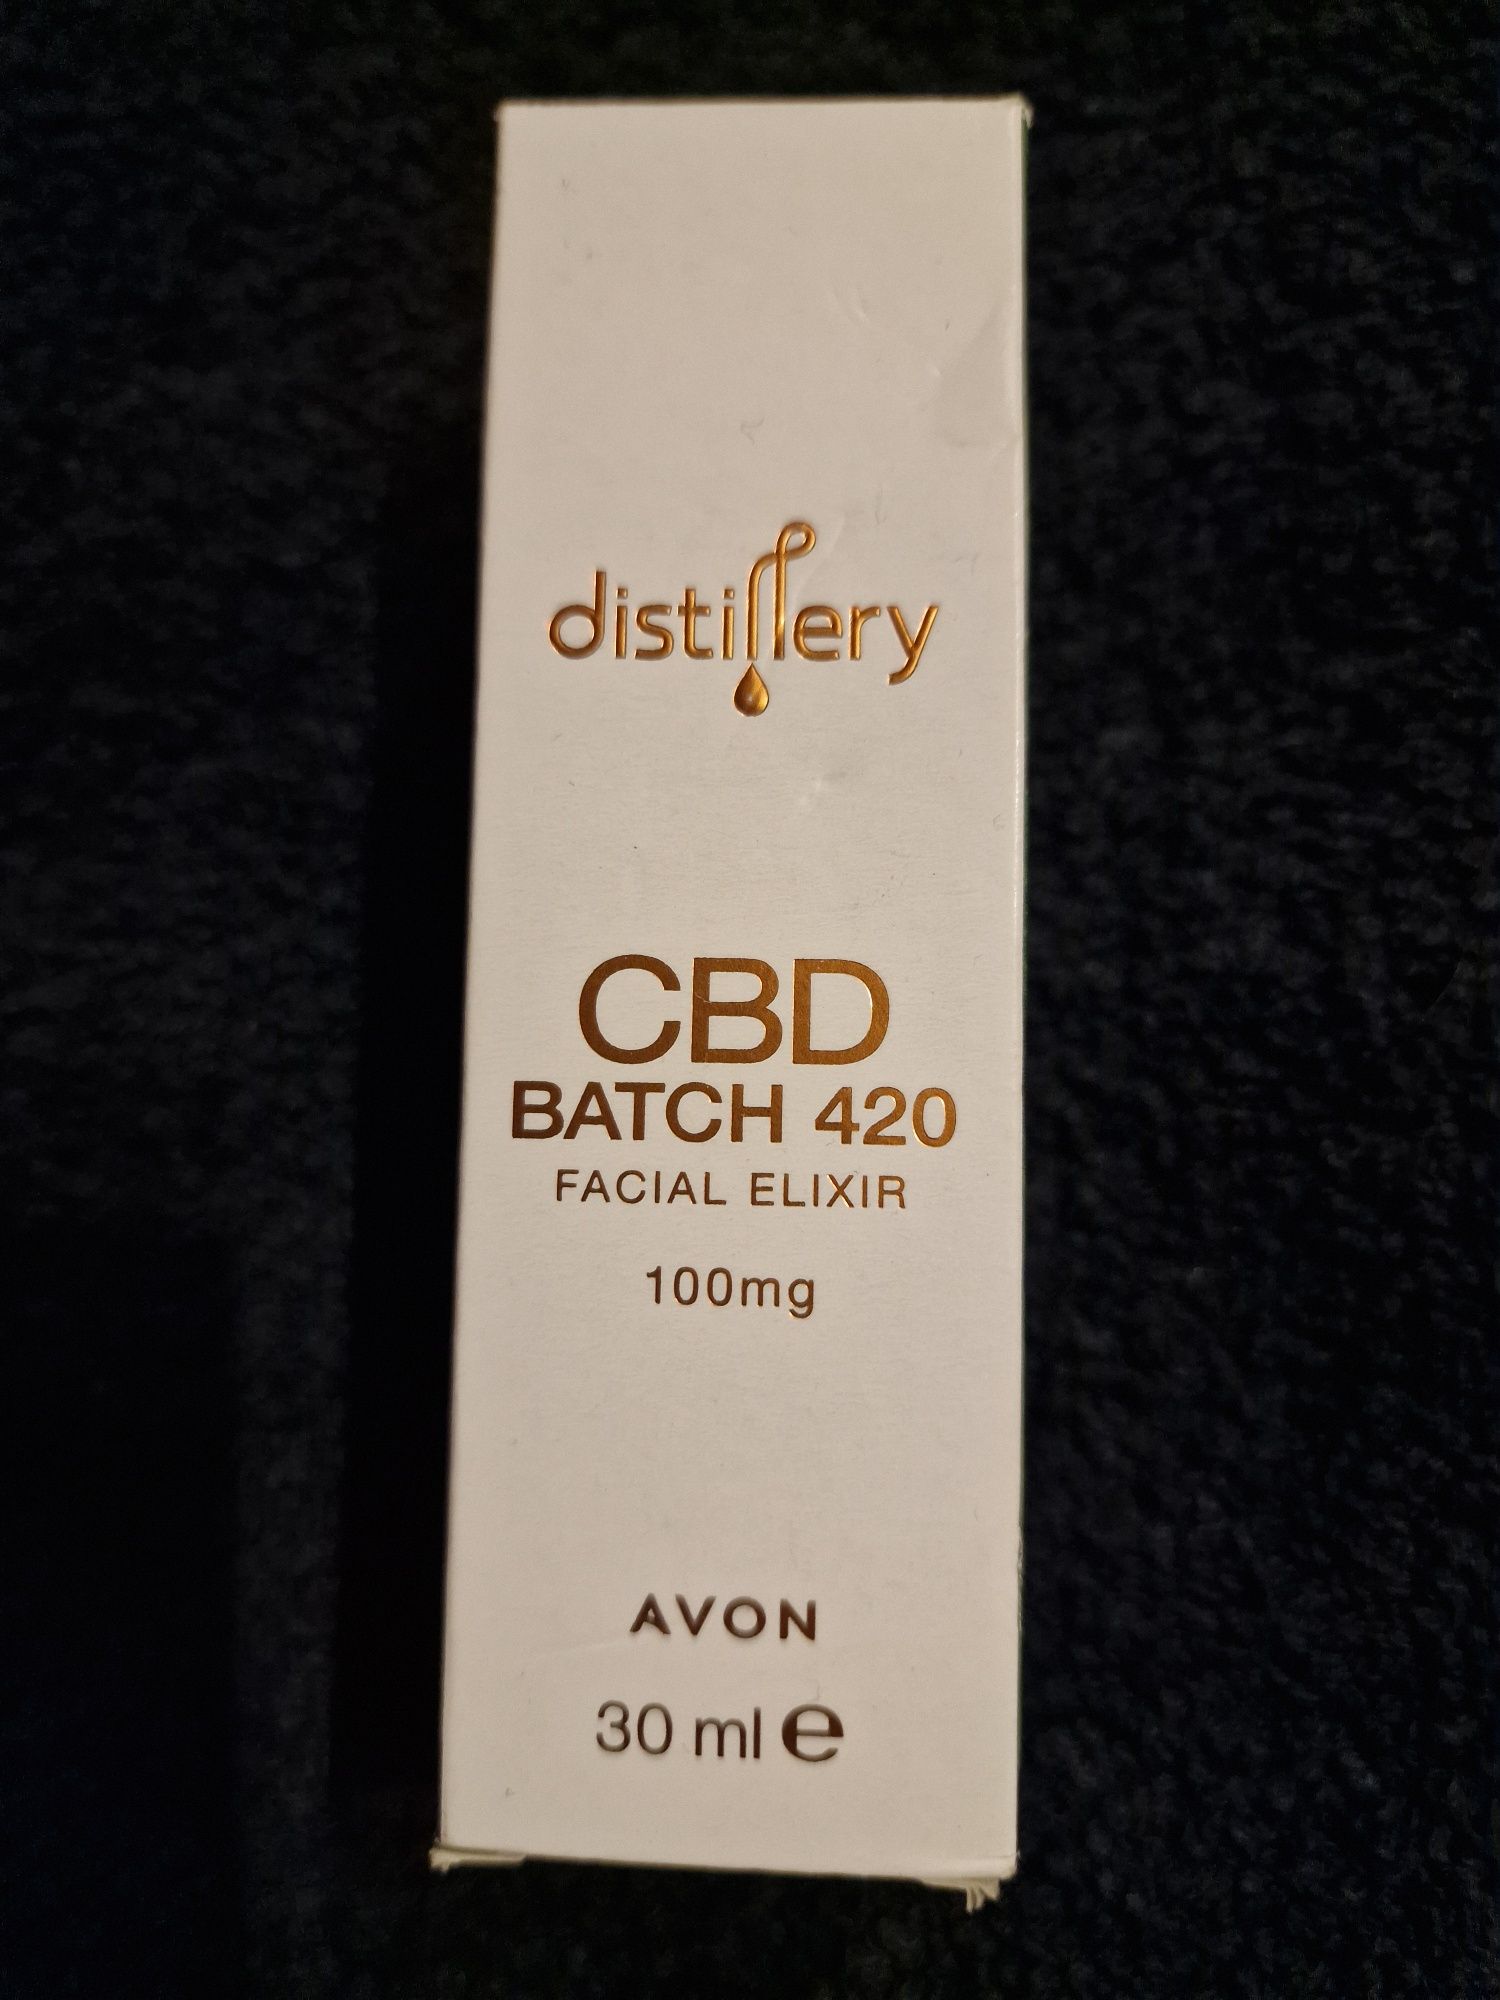 distillery
CBD
BATCH 420
FACIAL ELIXIR
100mg
AVON
30 ml e